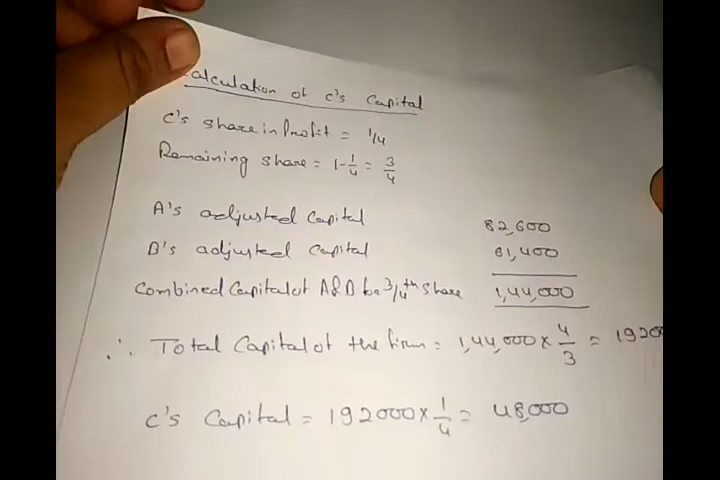 Calculation of C's Capital
C's share in Profit = 1/4
Remaining share = 1-1/4 = 3/4
A's adjusted Capital 82,600
B's adjusted Capital 61,400
Combined Capital of A & B for 3/4th share 1,44,000
∴ Total Capital of the firm = 1,44,000 × 4/3 = 19200
C's Capital = 192000 × 1/4 = 48,000